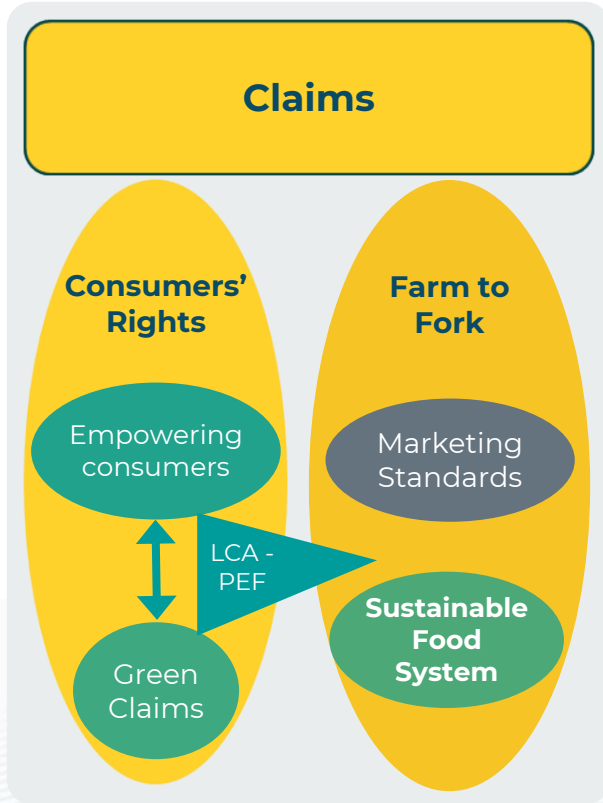 Claims
Consumers’
Rights
Empowering
consumers
LCA -
PEF
Green
Claims
Farm to
Fork
Marketing
Standards
Sustainable
Food
System